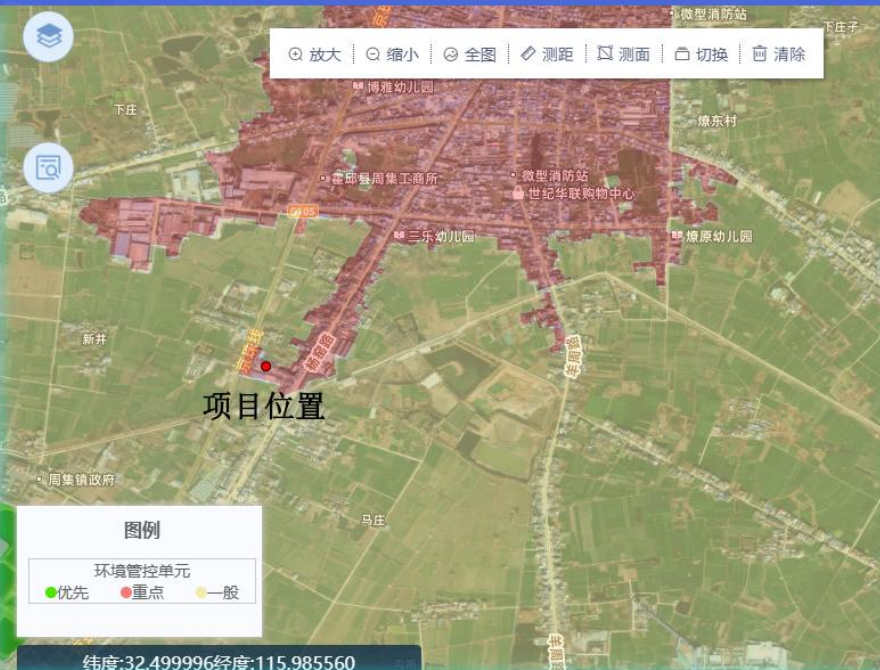 微型消防站
下庄子
放大 缩小 全图 测距 测面 切换 清除
博雅幼儿园
下庄
燎东村
霍邱县周集工商所
微型消防站
世纪华联购物中心
G105
三乐幼儿园
燎原幼儿园
新井
羊周路
项目位置
周集镇政府
马庄
图例
环境管控单元
优先 重点 一般
纬度:32.499996经度:115.985560